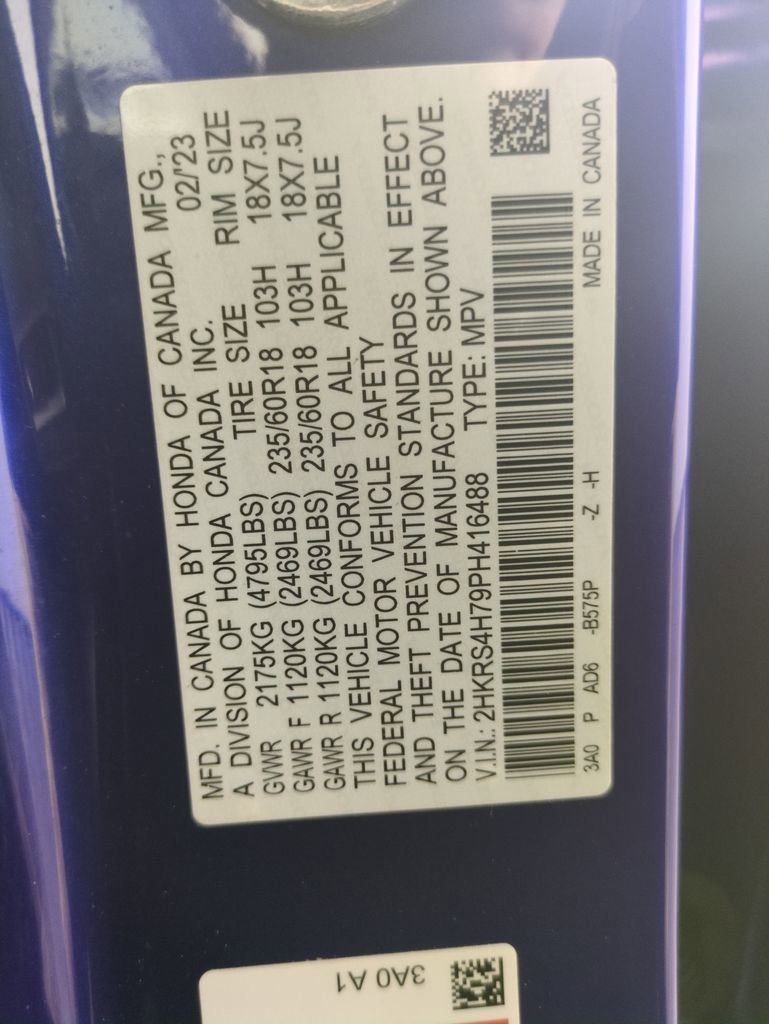 MFD. IN CANADA BY HONDA OF CANADA MFG.,
A DIVISION OF HONDA CANADA INC. 02/'23
GVWR 2175KG (4795LBS) TIRE SIZE RIM SIZE
GAWR F 1120KG (2469LBS) 235/60R18 103H 18X7.5J
GAWR R 1120KG (2469LBS) 235/60R18 103H 18X7.5J
THIS VEHICLE CONFORMS TO ALL APPLICABLE
FEDERAL MOTOR VEHICLE SAFETY
AND THEFT PREVENTION STANDARDS IN EFFECT
ON THE DATE OF MANUFACTURE SHOWN ABOVE.
V.I.N.: 2HKRS4H79PH416488 TYPE: MPV
3A0 P AD6 -B575P -Z -H MADE IN CANADA
3A0 A1